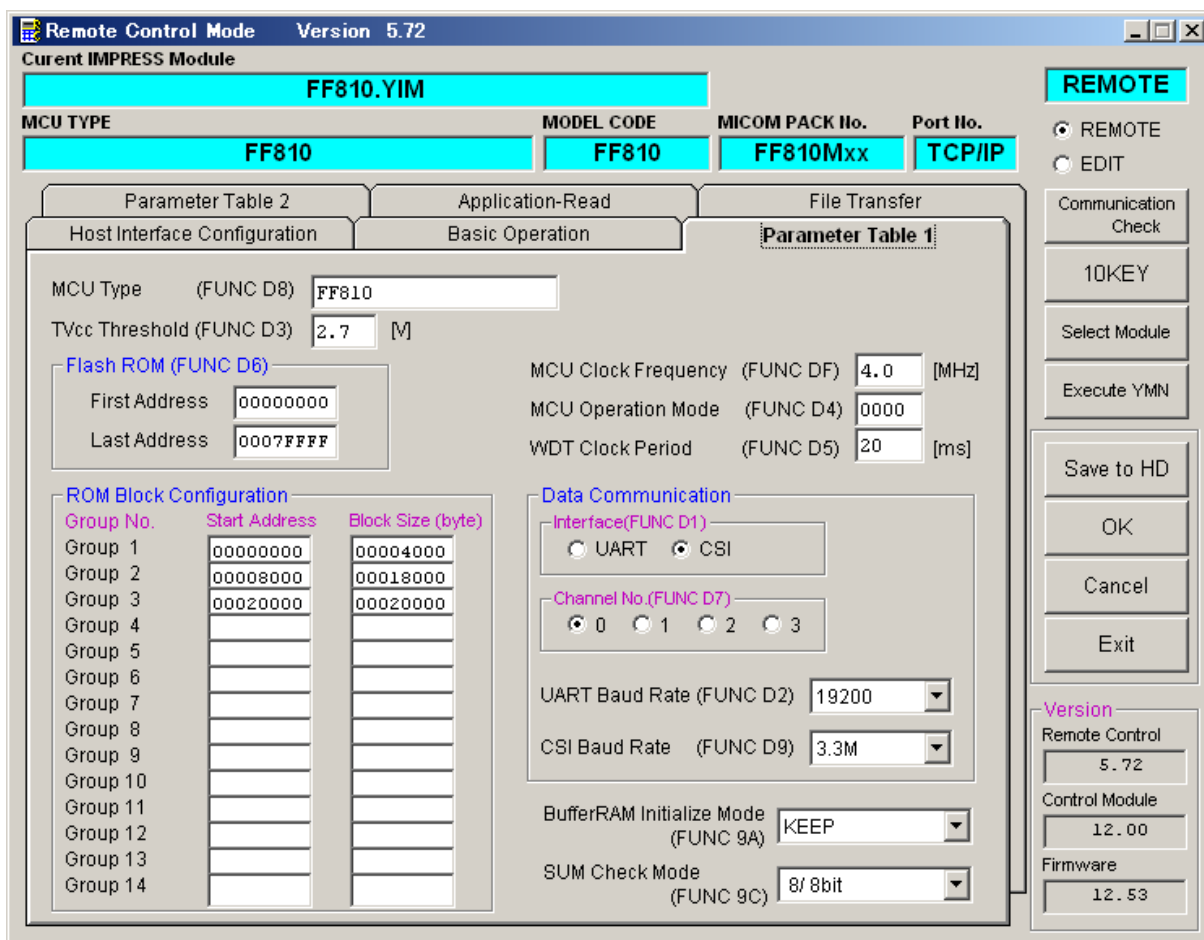 Remote Control Mode Version 5.72
Curent IMPRESS Module
FF810.YIM
REMOTE
MCU TYPE
MODEL CODE
MICOM PACK No.
Port No.
FF810
FF810
FF810Mxx
TCP/IP
REMOTE
EDIT
Parameter Table 2
Application-Read
File Transfer
Host Interface Configuration
Basic Operation
Parameter Table 1
MCU Type (FUNC D8) FF810
TVcc Threshold (FUNC D3) 2.7 [V]
Flash ROM (FUNC D6)
First Address 00000000
Last Address 0007FFFF
MCU Clock Frequency (FUNC DF) 4.0 [MHz]
MCU Operation Mode (FUNC D4) 0000
WDT Clock Period (FUNC D5) 20 [ms]
ROM Block Configuration
Group No. Start Address Block Size (byte)
Group 1 00000000 00004000
Group 2 00008000 00018000
Group 3 00020000 00020000
Group 4
Group 5
Group 6
Group 7
Group 8
Group 9
Group 10
Group 11
Group 12
Group 13
Group 14
Data Communication
Interface(FUNC D1)
UART CSI
Channel No.(FUNC D7)
0 1 2 3
UART Baud Rate (FUNC D2) 19200
CSI Baud Rate (FUNC D9) 3.3M
BufferRAM Initialize Mode
(FUNC 9A) KEEP
SUM Check Mode
(FUNC 9C) 8/ 8bit
Communication
Check
10KEY
Select Module
Execute YMN
Save to HD
OK
Cancel
Exit
Version
Remote Control
5.72
Control Module
12.00
Firmware
12.53